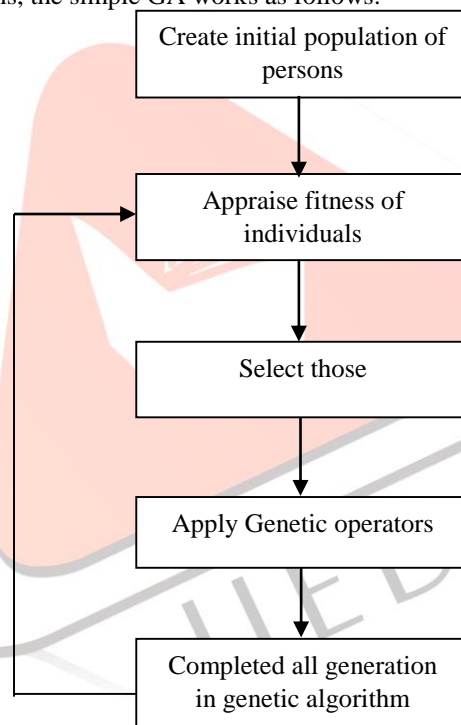 the simple GA works as follows:
Create initial population of
persons
Appraise fitness of
individuals
Select those
Apply Genetic operators
Completed all generation
in genetic algorithm